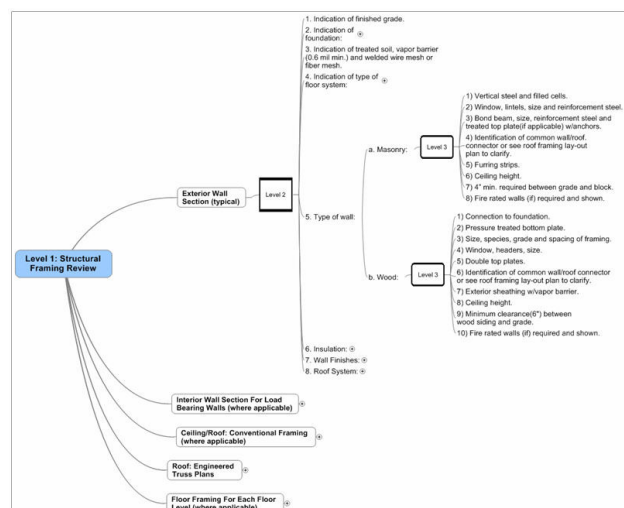 Level 1: Structural
Framing Review
Exterior Wall
Section (typical)
Level 2
1. Indication of finished grade.
2. Indication of
foundation:
3. Indication of treated soil, vapor barrier
(0.6 mil min.) and welded wire mesh or
fiber mesh.
4. Indication of type of
floor system:
5. Type of wall:
a. Masonry:
Level 3
1) Vertical steel and filled cells.
2) Window, lintels, size and reinforcement steel.
3) Bond beam, size, reinforcement steel and
treated top plate(if applicable) w/anchors.
4) Identification of common wall/roof.
connector or see roof framing lay-out
plan to clarify.
5) Furring strips.
6) Ceiling height.
7) 4" min. required between grade and block.
8) Fire rated walls (if) required and shown.
b. Wood:
Level 3
1) Connection to foundation.
2) Pressure treated bottom plate.
3) Size, species, grade and spacing of framing.
4) Window, headers, size.
5) Double top plates.
6) Identification of common wall/roof connector
or see roof framing lay-out plan to clarify.
7) Exterior sheathing w/vapor barrier.
8) Ceiling height.
9) Minimum clearance(6") between
wood siding and grade.
10) Fire rated walls (if) required and shown.
6. Insulation:
7. Wall Finishes:
8. Roof System:
Interior Wall Section For Load
Bearing Walls (where applicable)
Ceiling/Roof: Conventional Framing
(where applicable)
Roof: Engineered
Truss Plans
Floor Framing For Each Floor
Level (where applicable)